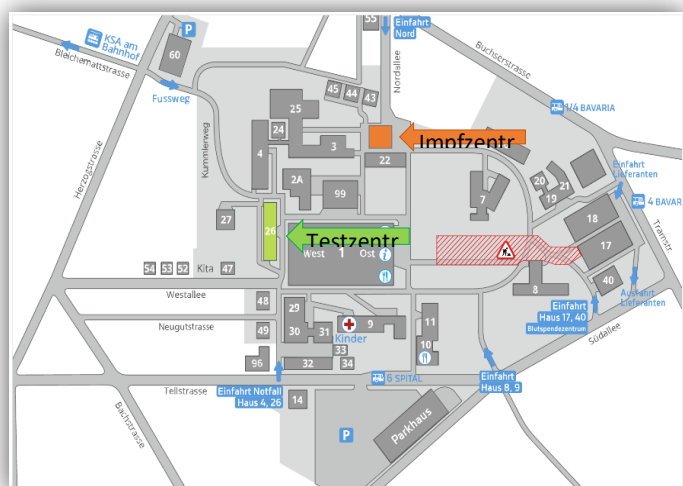 55
Einfahrt
Nord
P
KSA am
Bahnhof
Bleichemattstrasse
60
Nordallee
Buchserstrasse
Fussweg
45
44
43
25
1/4 BAVARIA
24
Impfzentr
4
3
22
Kummlerweg
Herzogstrasse
Einfahrt
Lieferanten
2A
99
7
20
21
19
4 BAVARIA
27
26
Testzentr
18
Tramstr
West 1 Ost
i
17
54
53
52
Kita
47
40
8
Westallee
48
29
Einfahrt
Haus 17, 40
Blutspendezentrum
Ausfahrt
Lieferanten
Neugutstrasse
49
30
31
9
11
Kinder
10
Südallee
33
96
32
34
Tellstrasse
Einfahrt Notfall
Haus 4, 26
6 SPITAL
Einfahrt
Haus 8, 9
14
Bachstrasse
P
Parkhaus